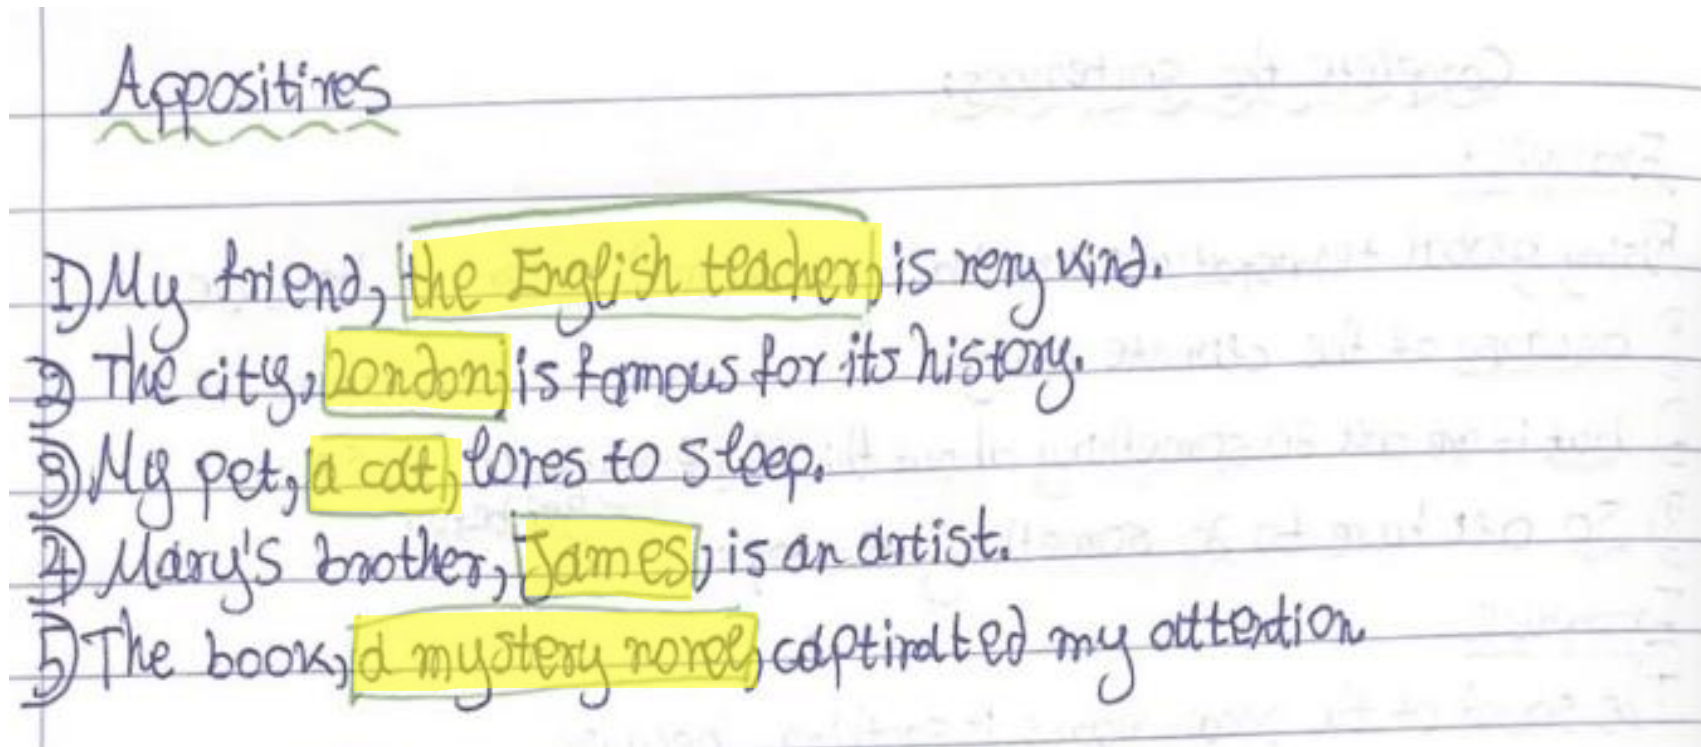 Appositives
1) My friend, the English teacher, is very kind.
2) The city, London, is famous for its history.
3) My pet, a cat, loves to sleep.
4) Mary's brother, James, is an artist.
5) The book, a mystery novel, captivated my attention